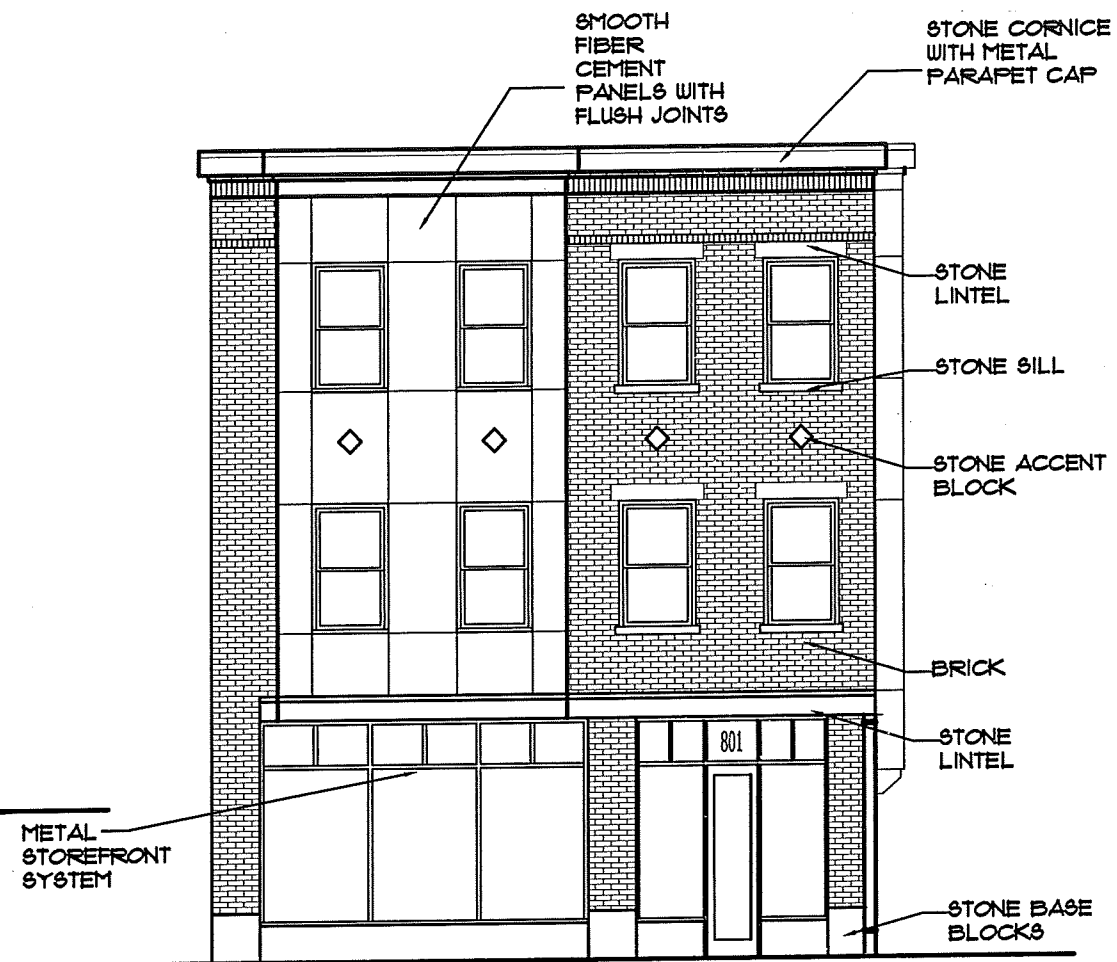 SMOOTH
FIBER
CEMENT
PANELS WITH
FLUSH JOINTS
STONE CORNICE
WITH METAL
PARAPET CAP
STONE
LINTEL
STONE SILL
STONE ACCENT
BLOCK
BRICK
STONE
LINTEL
801
METAL
STOREFRONT
SYSTEM
STONE BASE
BLOCKS